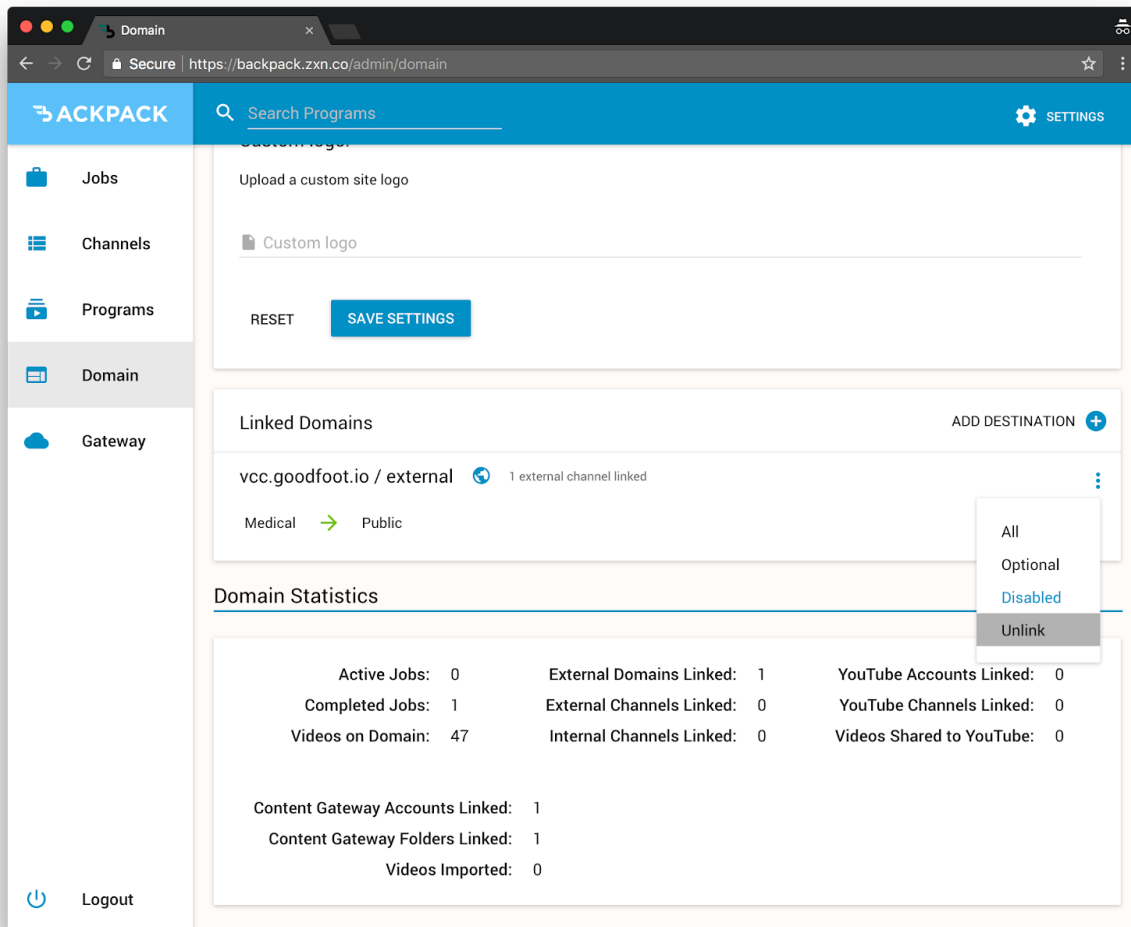 Domain
Secure https://backpack.zxn.co/admin/domain
BACKPACK
Search Programs
SETTINGS
Jobs
Channels
Programs
Domain
Gateway
Logout
Custom logo.
Upload a custom site logo
Custom logo
RESET
SAVE SETTINGS
Linked Domains
ADD DESTINATION
vcc.goodfoot.io / external
1 external channel linked
Medical
Public
All
Optional
Disabled
Unlink
Domain Statistics
Active Jobs: 0
Completed Jobs: 1
Videos on Domain: 47
External Domains Linked: 1
External Channels Linked: 0
Internal Channels Linked: 0
YouTube Accounts Linked: 0
YouTube Channels Linked: 0
Videos Shared to YouTube: 0
Content Gateway Accounts Linked: 1
Content Gateway Folders Linked: 1
Videos Imported: 0